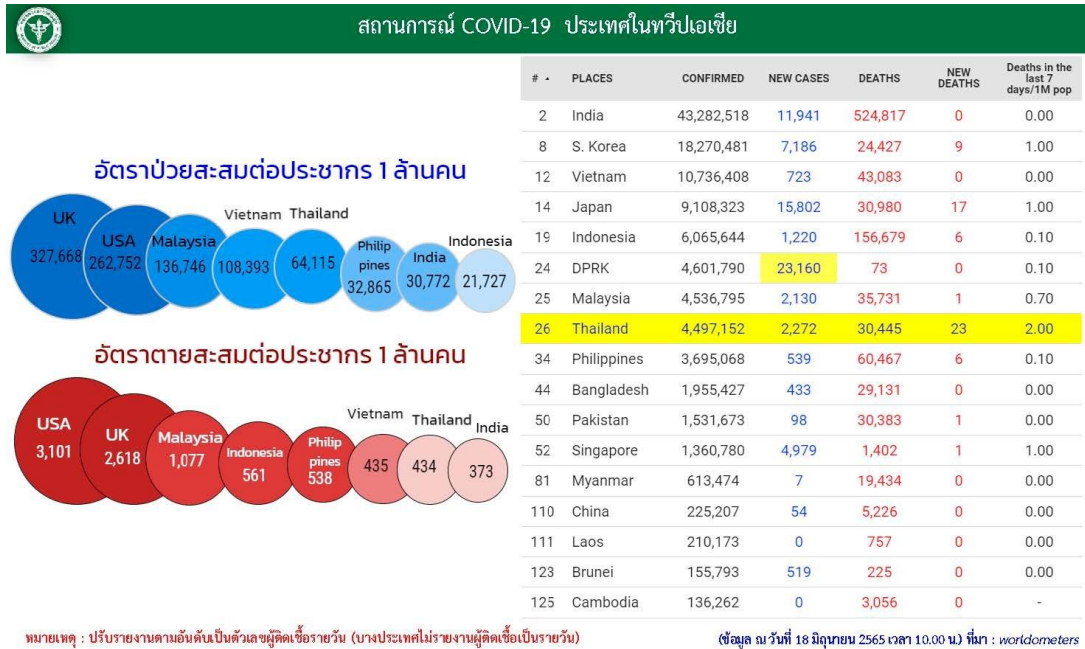 สถานการณ์ COVID-19 ประเทศในทวีปเอเชีย
อัตราป่วยสะสมต่อประชากร 1 ล้านคน
UK
327,668
USA
262,752
Malaysia
136,746
Vietnam
108,393
Thailand
64,115
Philip
pines
32,865
India
30,772
Indonesia
21,727
อัตราตายสะสมต่อประชากร 1 ล้านคน
USA
3,101
UK
2,618
Malaysia
1,077
Indonesia
561
Philip
pines
538
Vietnam
435
Thailand
434
India
373
# PLACES CONFIRMED NEW CASES DEATHS NEW DEATHS Deaths in the last 7 days/1M pop
2 India 43,282,518 11,941 524,817 0 0.00
8 S. Korea 18,270,481 7,186 24,427 9 1.00
12 Vietnam 10,736,408 723 43,083 0 0.00
14 Japan 9,108,323 15,802 30,980 17 1.00
19 Indonesia 6,065,644 1,220 156,679 6 0.10
24 DPRK 4,601,790 23,160 73 0 0.10
25 Malaysia 4,536,795 2,130 35,731 1 0.70
26 Thailand 4,497,152 2,272 30,445 23 2.00
34 Philippines 3,695,068 539 60,467 6 0.10
44 Bangladesh 1,955,427 433 29,131 0 0.00
50 Pakistan 1,531,673 98 30,383 1 0.00
52 Singapore 1,360,780 4,979 1,402 1 1.00
81 Myanmar 613,474 7 19,434 0 0.00
110 China 225,207 54 5,226 0 0.00
111 Laos 210,173 0 757 0 0.00
123 Brunei 155,793 519 225 0 0.00
125 Cambodia 136,262 0 3,056 0 -
หมายเหตุ : ปรับรายงานตามอันดับเป็นตัวเลขผู้ติดเชื้อรายวัน (บางประเทศไม่รายงานผู้ติดเชื้อเป็นรายวัน)
(ข้อมูล ณ วันที่ 18 มิถุนายน 2565 เวลา 10.00 น.) ที่มา : worldometers